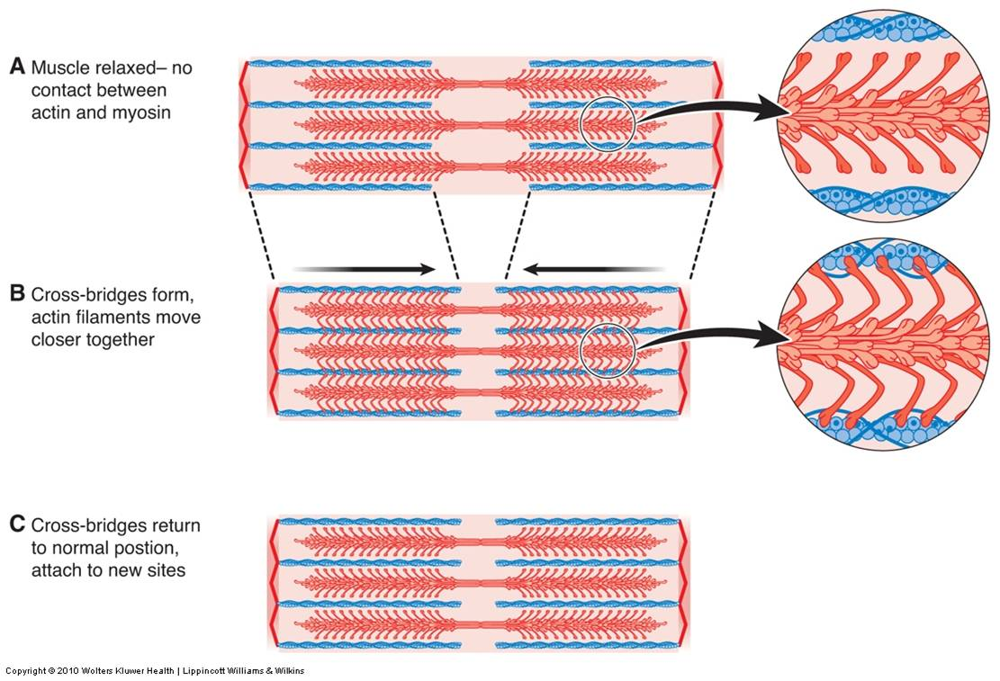 A Muscle relaxed– no
contact between
actin and myosin
B Cross-bridges form,
actin filaments move
closer together
C Cross-bridges return
to normal postion,
attach to new sites
Copyright © 2010 Wolters Kluwer Health | Lippincott Williams & Wilkins